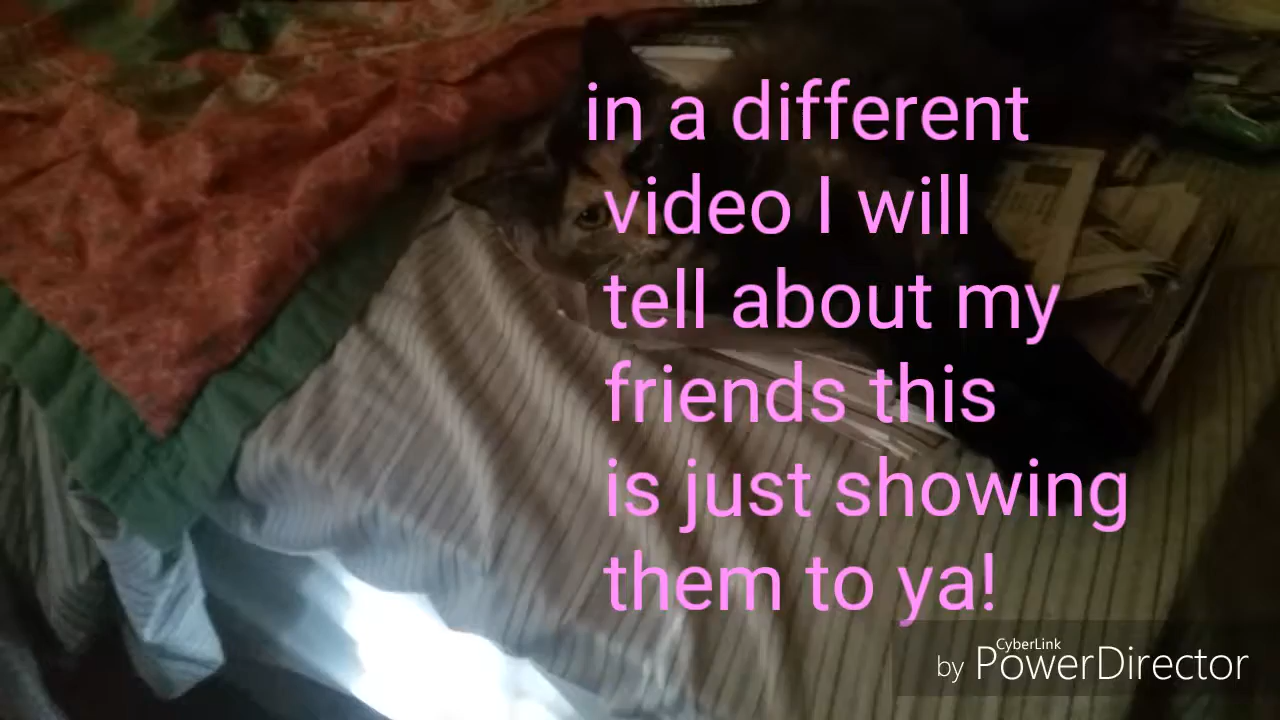 in a different
video I will
tell about my
friends this
is just showing
them to ya!
CyberLink
by PowerDirector